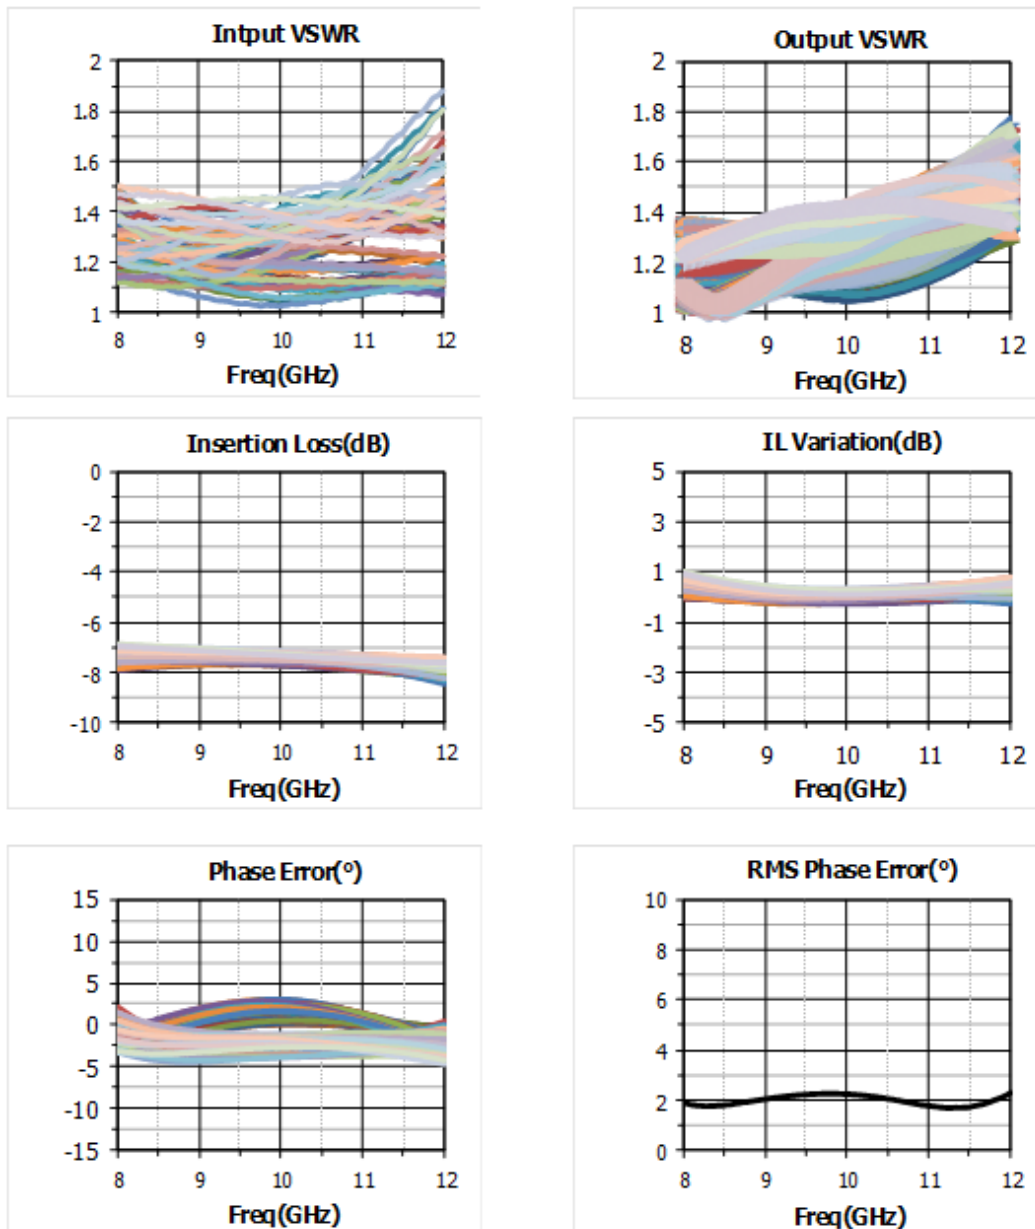 Intput VSWR
2
1.8
1.6
1.4
1.2
1
8 9 10 11 12
Freq(GHz)
Output VSWR
2
1.8
1.6
1.4
1.2
1
8 9 10 11 12
Freq(GHz)
Insertion Loss(dB)
0
-2
-4
-6
-8
-10
8 9 10 11 12
Freq(GHz)
IL Variation(dB)
5
3
1
-1
-3
-5
8 9 10 11 12
Freq(GHz)
Phase Error(°)
15
10
5
0
-5
-10
-15
8 9 10 11 12
Freq(GHz)
RMS Phase Error(°)
10
8
6
4
2
0
8 9 10 11 12
Freq(GHz)